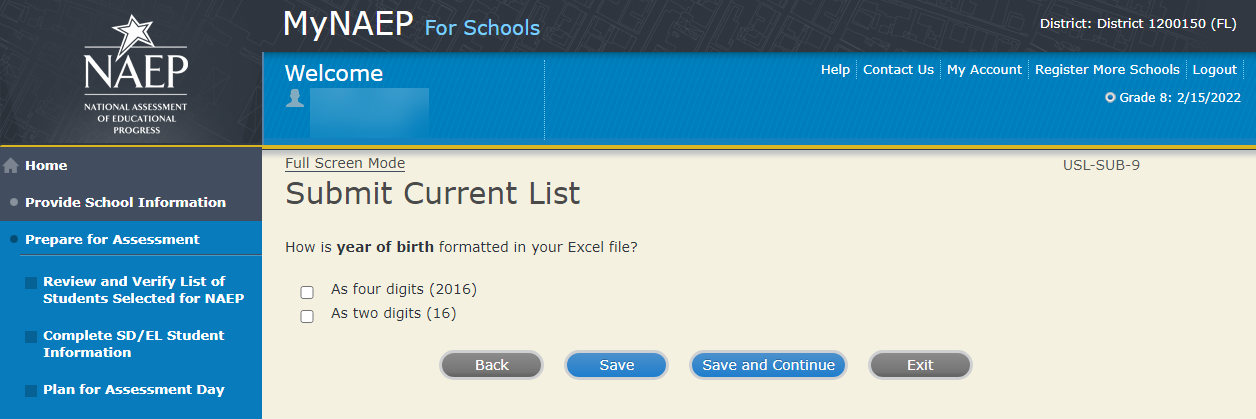 MyNAEP For Schools
District: District 1200150 (FL)
NAEP
NATIONAL ASSESSMENT
OF EDUCATIONAL
PROGRESS
Welcome
Help
Contact Us
My Account
Register More Schools
Logout
Grade 8: 2/15/2022
Home
Provide School Information
Prepare for Assessment
Review and Verify List of
Students Selected for NAEP
Complete SD/EL Student
Information
Plan for Assessment Day
Full Screen Mode
USL-SUB-9
Submit Current List
How is year of birth formatted in your Excel file?
As four digits (2016)
As two digits (16)
Back
Save
Save and Continue
Exit